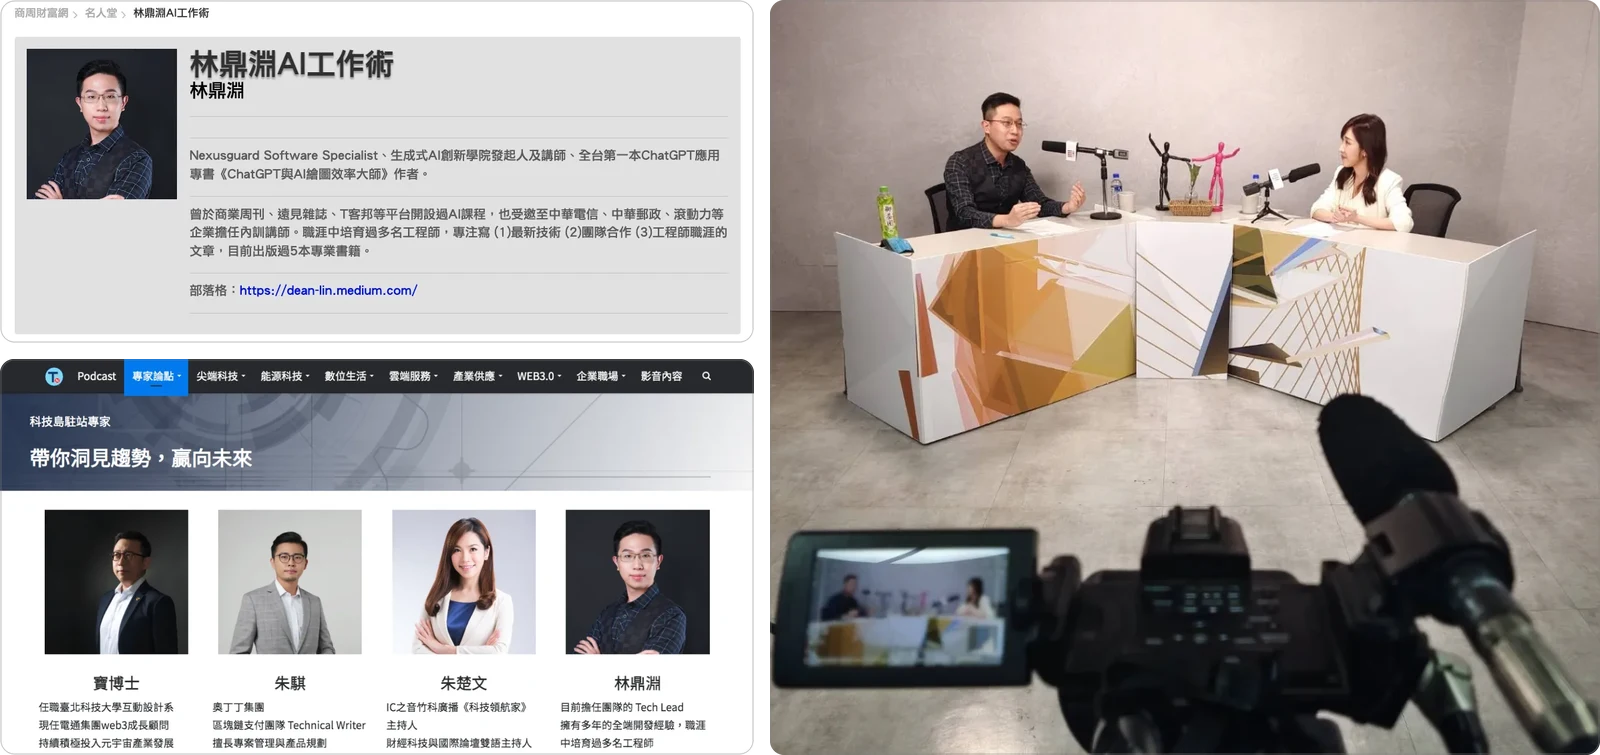 商周財富網 > 名人堂 > 林鼎淵AI工作術
林鼎淵AI工作術
林鼎淵
Nexusguard Software Specialist、生成式AI創新學院發起人及講師、全台第一本ChatGPT應用
專書《ChatGPT與AI繪圖效率大師》作者。
曾於商業周刊、遠見雜誌、T客邦等平台開設過AI課程，也受邀至中華電信、中華郵政、滾動力等
企業擔任內訓講師。職涯中培育過多名工程師，專注寫 (1)最新技術 (2)團隊合作 (3)工程師職涯的
文章，目前出版過5本專業書籍。
部落格：https://dean-lin.medium.com/
Podcast 專家論點 尖端科技 能源科技 數位生活 雲端服務 產業供應 WEB3.0 企業職場 影音內容
科技島駐站專家
帶你洞見趨勢，贏向未來
寶博士
任職臺北科技大學互動設計系
現任電通集團web3成長顧問
持續積極投入元宇宙產業發展
朱騏
奧丁丁集團
區塊鏈支付團隊 Technical Writer
擅長專案管理與產品規劃
朱楚文
IC之音竹科廣播《科技領航家》
主持人
財經科技與國際論壇雙語主持人
林鼎淵
目前擔任團隊的 Tech Lead
擁有多年的全端開發經驗，職涯
中培育過多名工程師